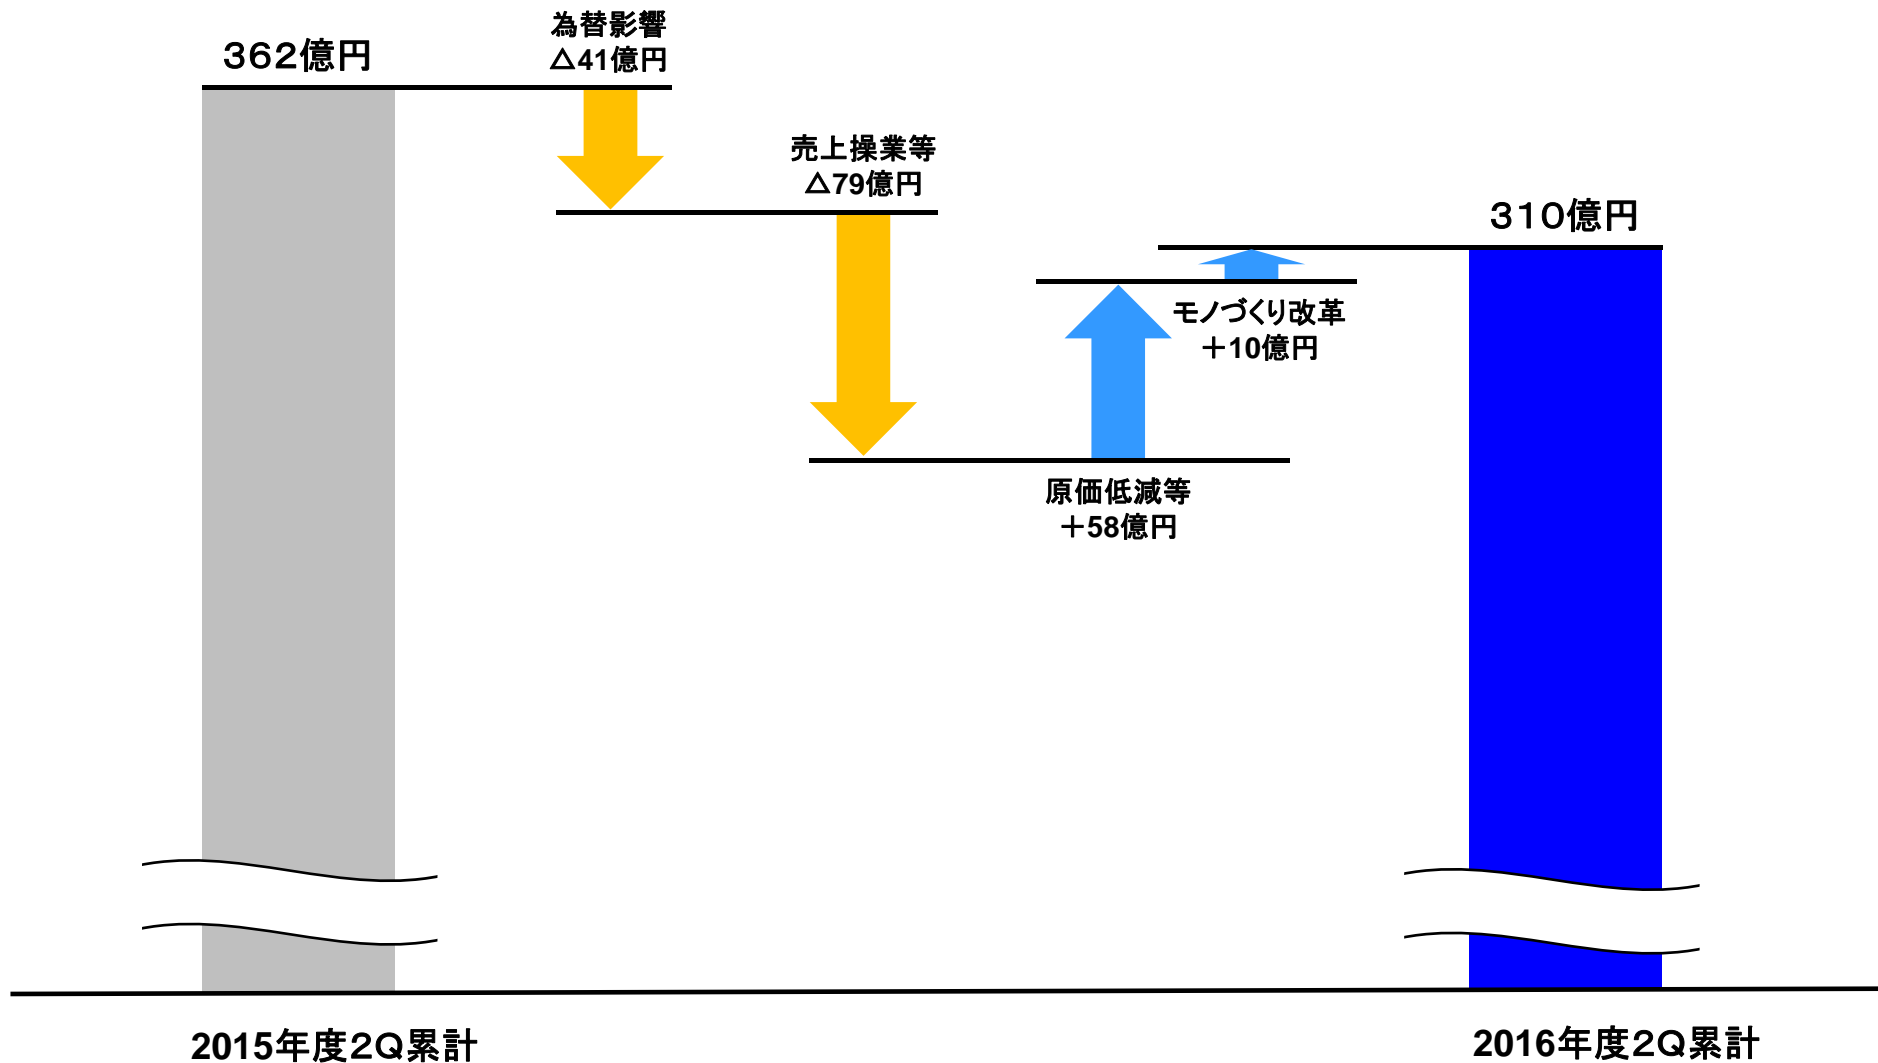 362億円
為替影響
△41億円
売上操業等
△79億円
310億円
モノづくり改革
＋10億円
原価低減等
＋58億円
2015年度2Q累計
2016年度2Q累計